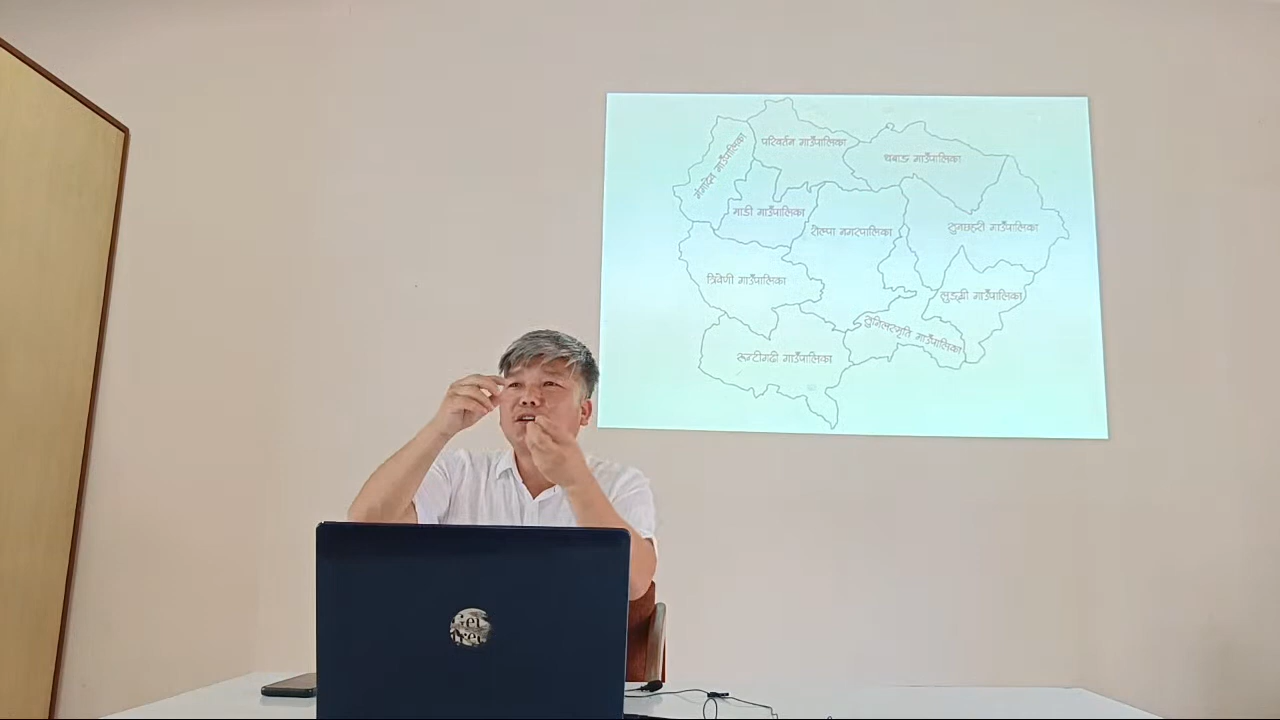 परिवर्तन गाउँपालिका
थबाङ गाउँपालिका
गंगादेव गाउँपालिका
माडी गाउँपालिका
रोल्पा नगरपालिका
सुनछहरी गाउँपालिका
त्रिवेणी गाउँपालिका
लुङ्ग्री गाउँपालिका
सुनिलस्मृति गाउँपालिका
रुन्टीगढी गाउँपालिका